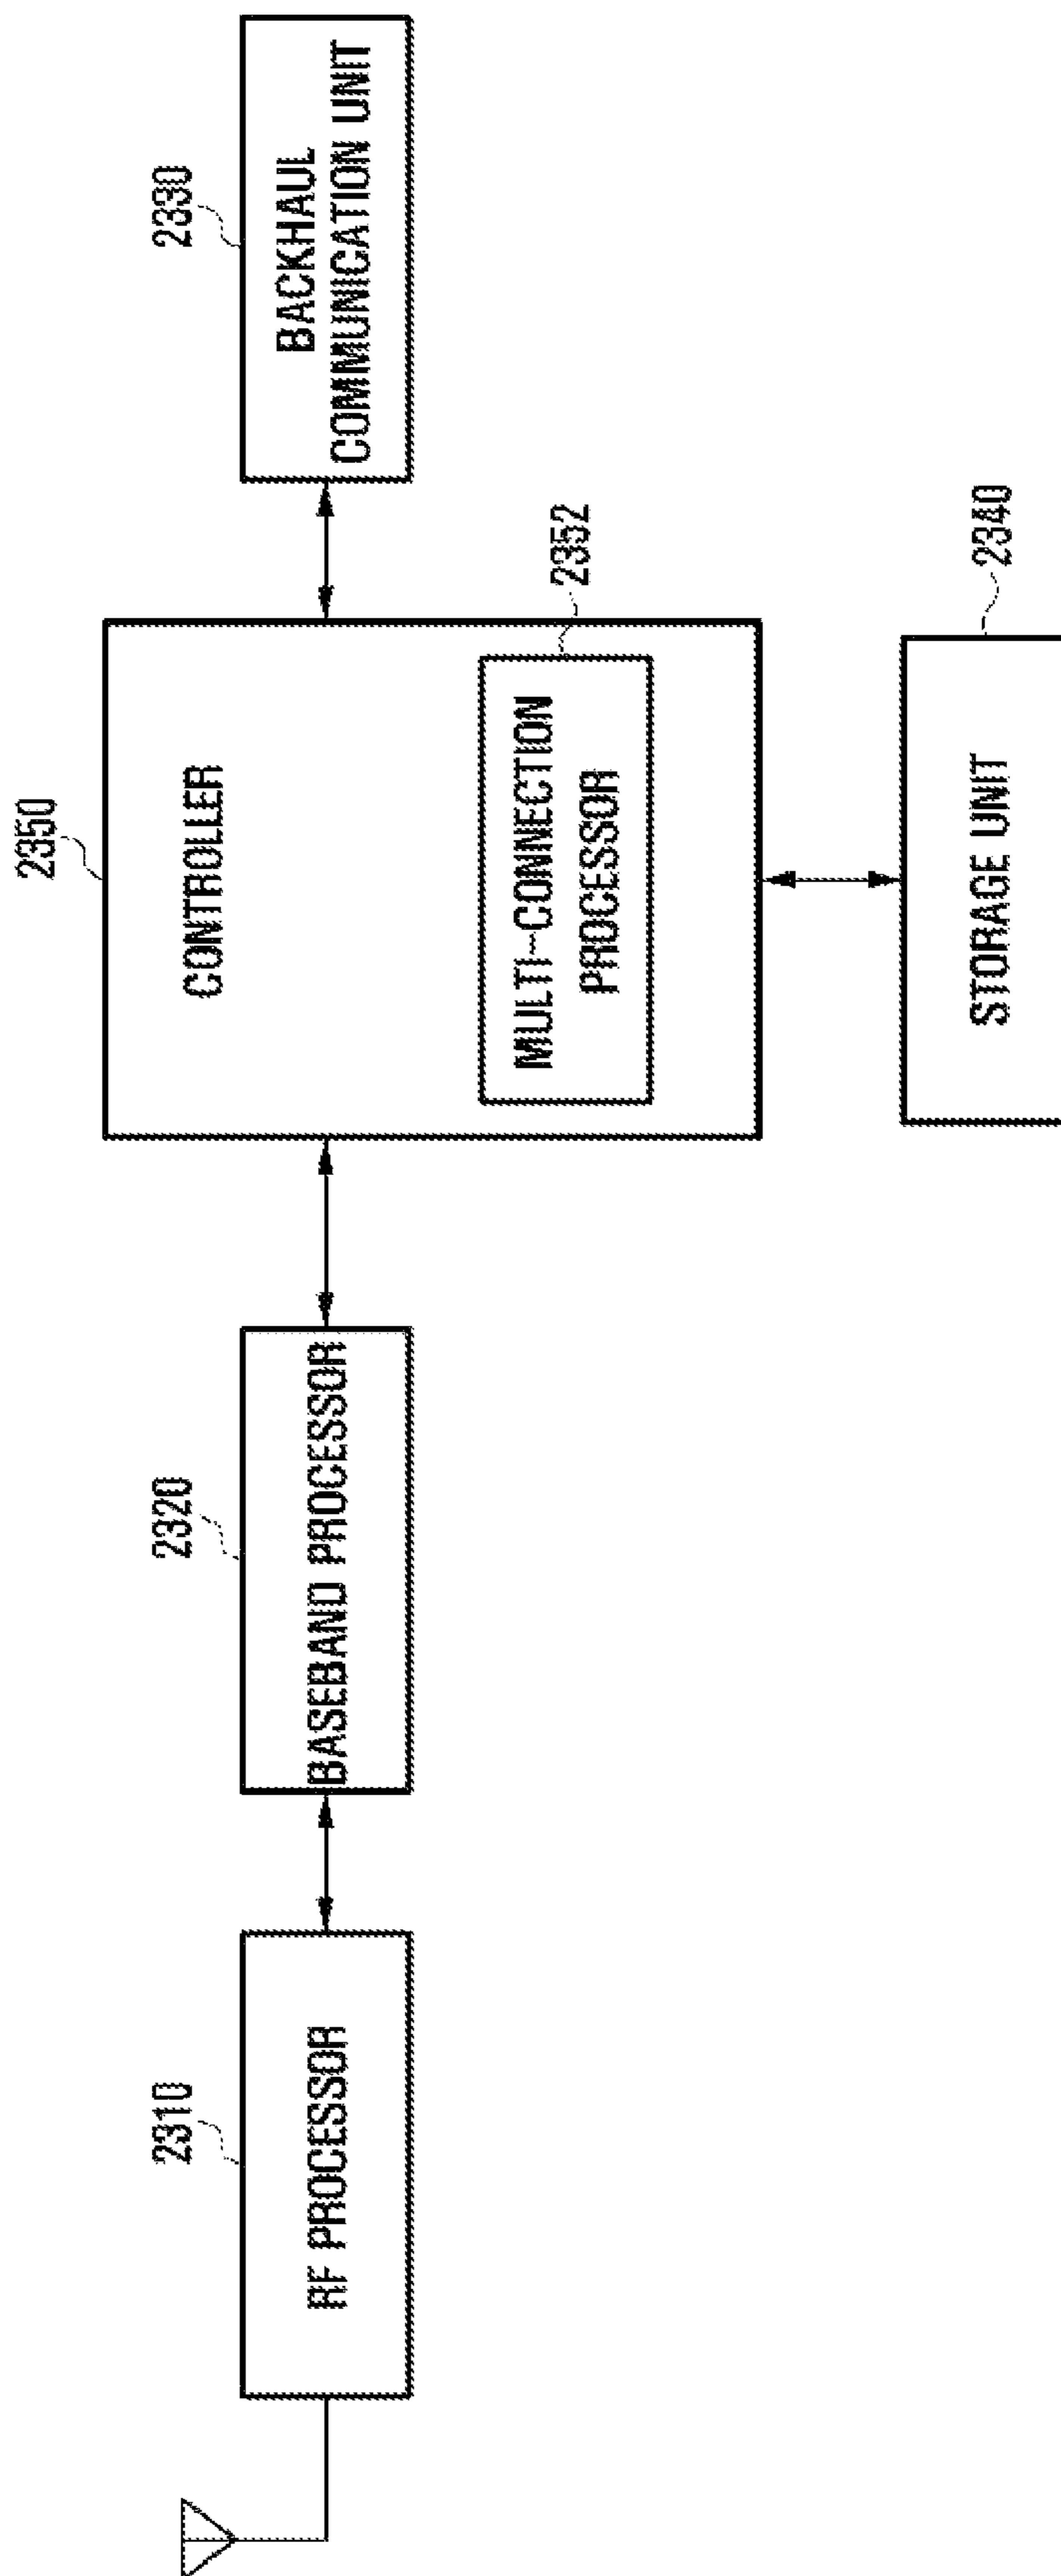 2310
RF PROCESSOR
2320
BASEBAND PROCESSOR
2350
CONTROLLER
2352
MULTI-CONNECTION
PROCESSOR
2330
BACKHAUL
COMMUNICATION UNIT
2340
STORAGE UNIT